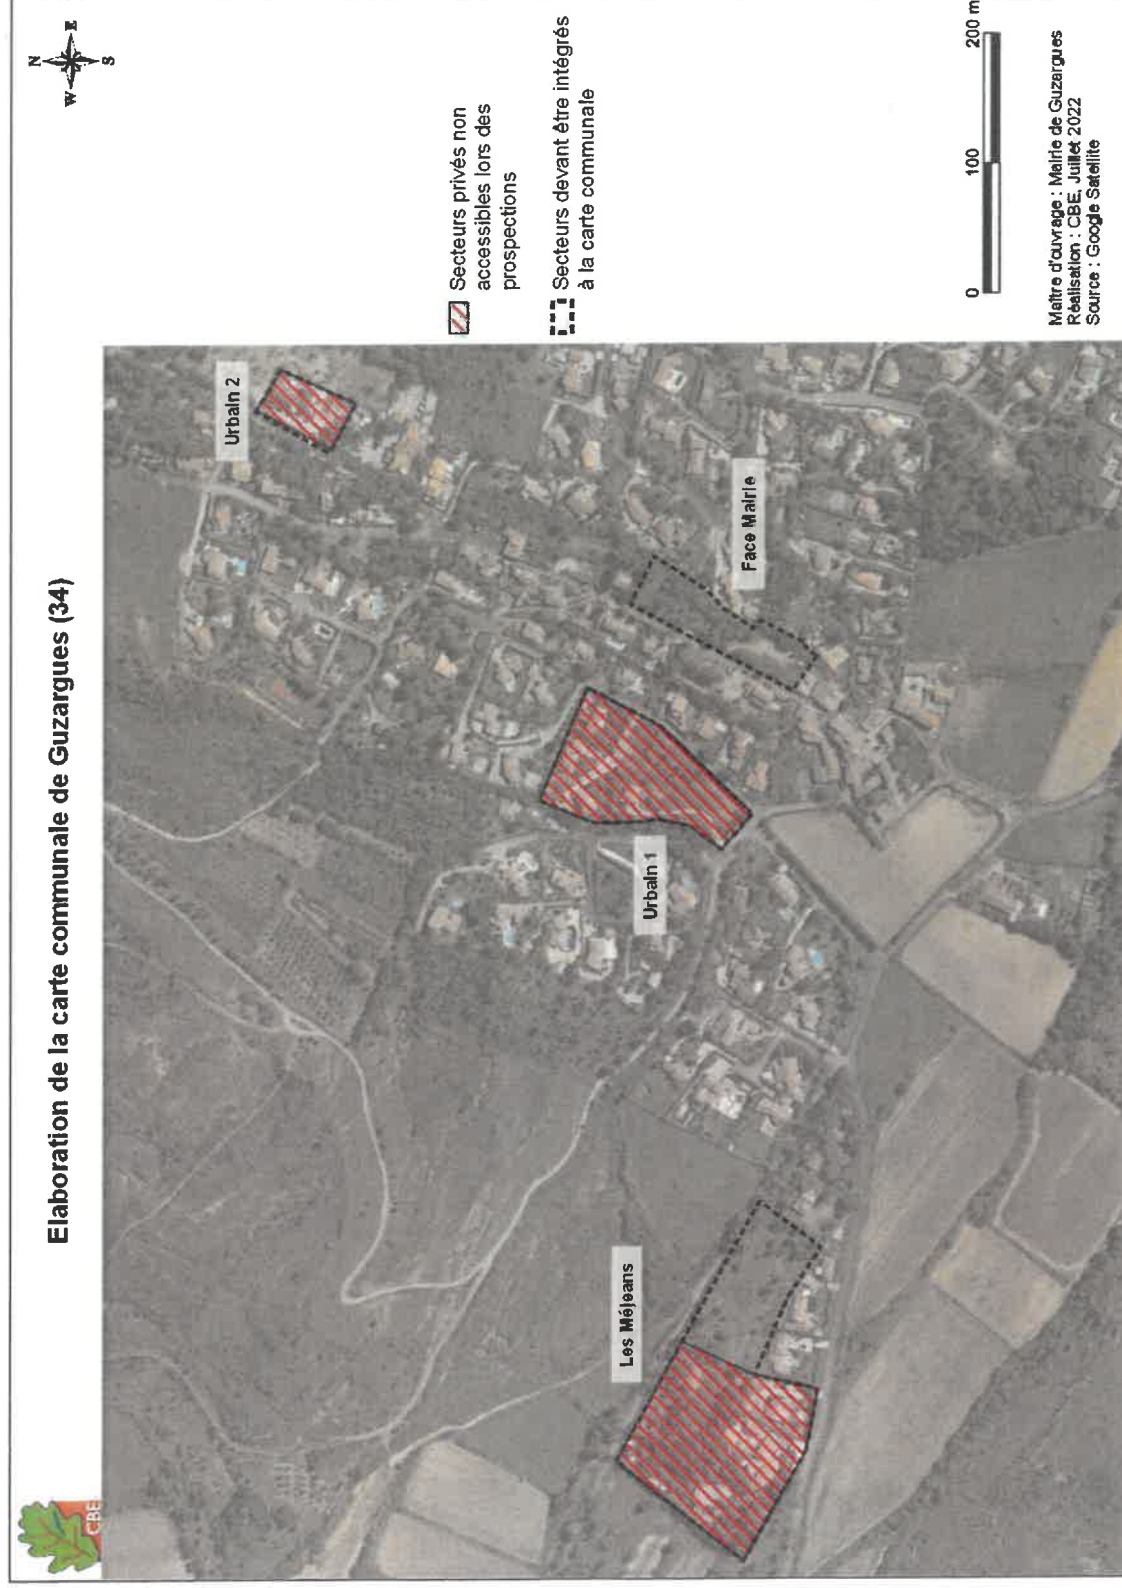 Elaboration de la carte communale de Guzargues (34)
CBE
N
W E
S
Les Méjeans
Urbain 1
Urbain 2
Face Mairie
Secteurs privés non
accessibles lors des
prospections
Secteurs devant être intégrés
à la carte communale
0 100 200 m
Maître d'ouvrage : Mairie de Guzargues
Réalisation : CBE, Juillet 2022
Source : Google Satellite